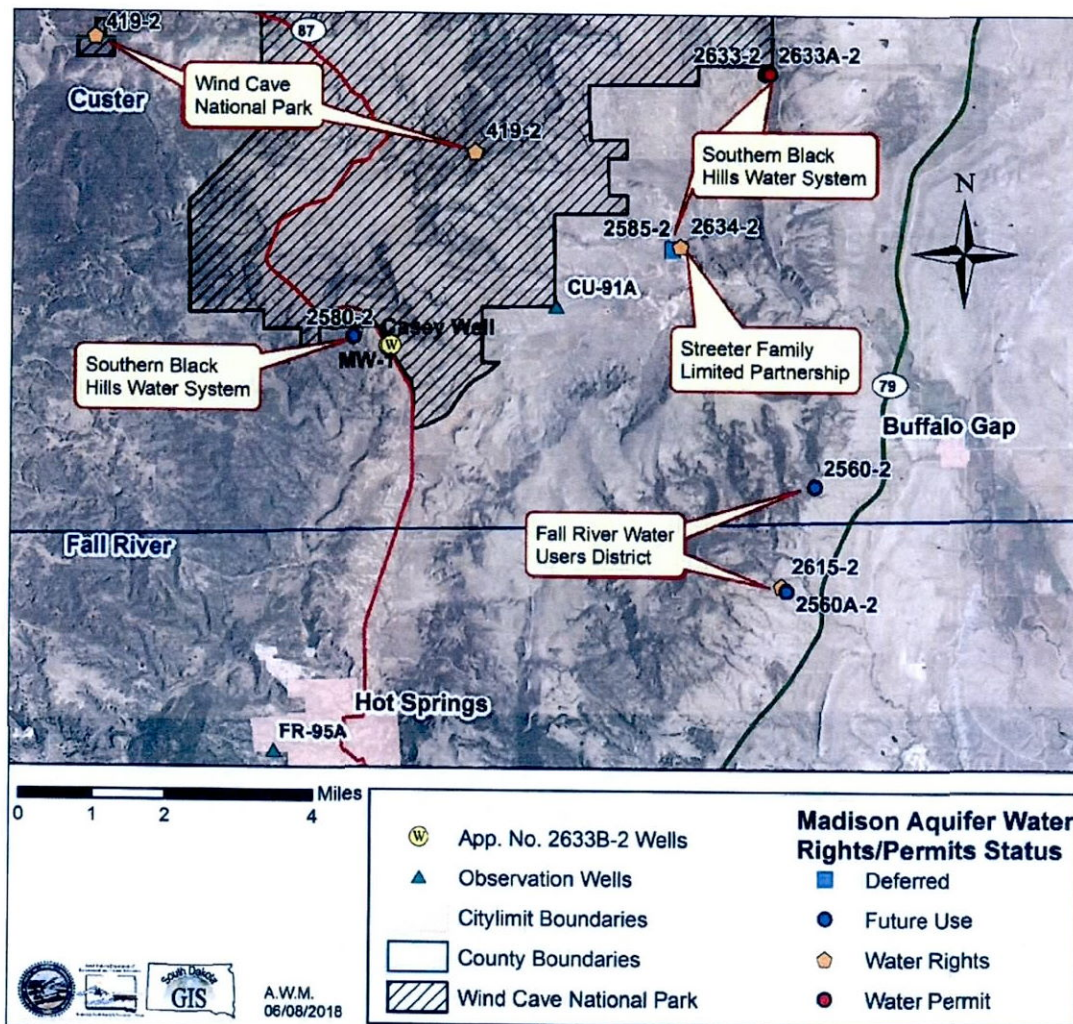 419-2
87
2633-2 2633A-2
Wind Cave
National Park
Custer
419-2
Southern Black
Hills Water System
N
2585-2 2634-2
CU-91A
2580-2
Casey Well
MW-1
Southern Black
Hills Water System
Streeter Family
Limited Partnership
79
Buffalo Gap
2560-2
Fall River Water
Users District
Fall River
2615-2
2560A-2
Hot Springs
FR-95A
Miles
0 1 2 4
W App. No. 2633B-2 Wells
Observation Wells
Citylimit Boundaries
County Boundaries
Wind Cave National Park
Madison Aquifer Water
Rights/Permits Status
Deferred
Future Use
Water Rights
Water Permit
South Dakota
GIS
A.W.M.
06/08/2018